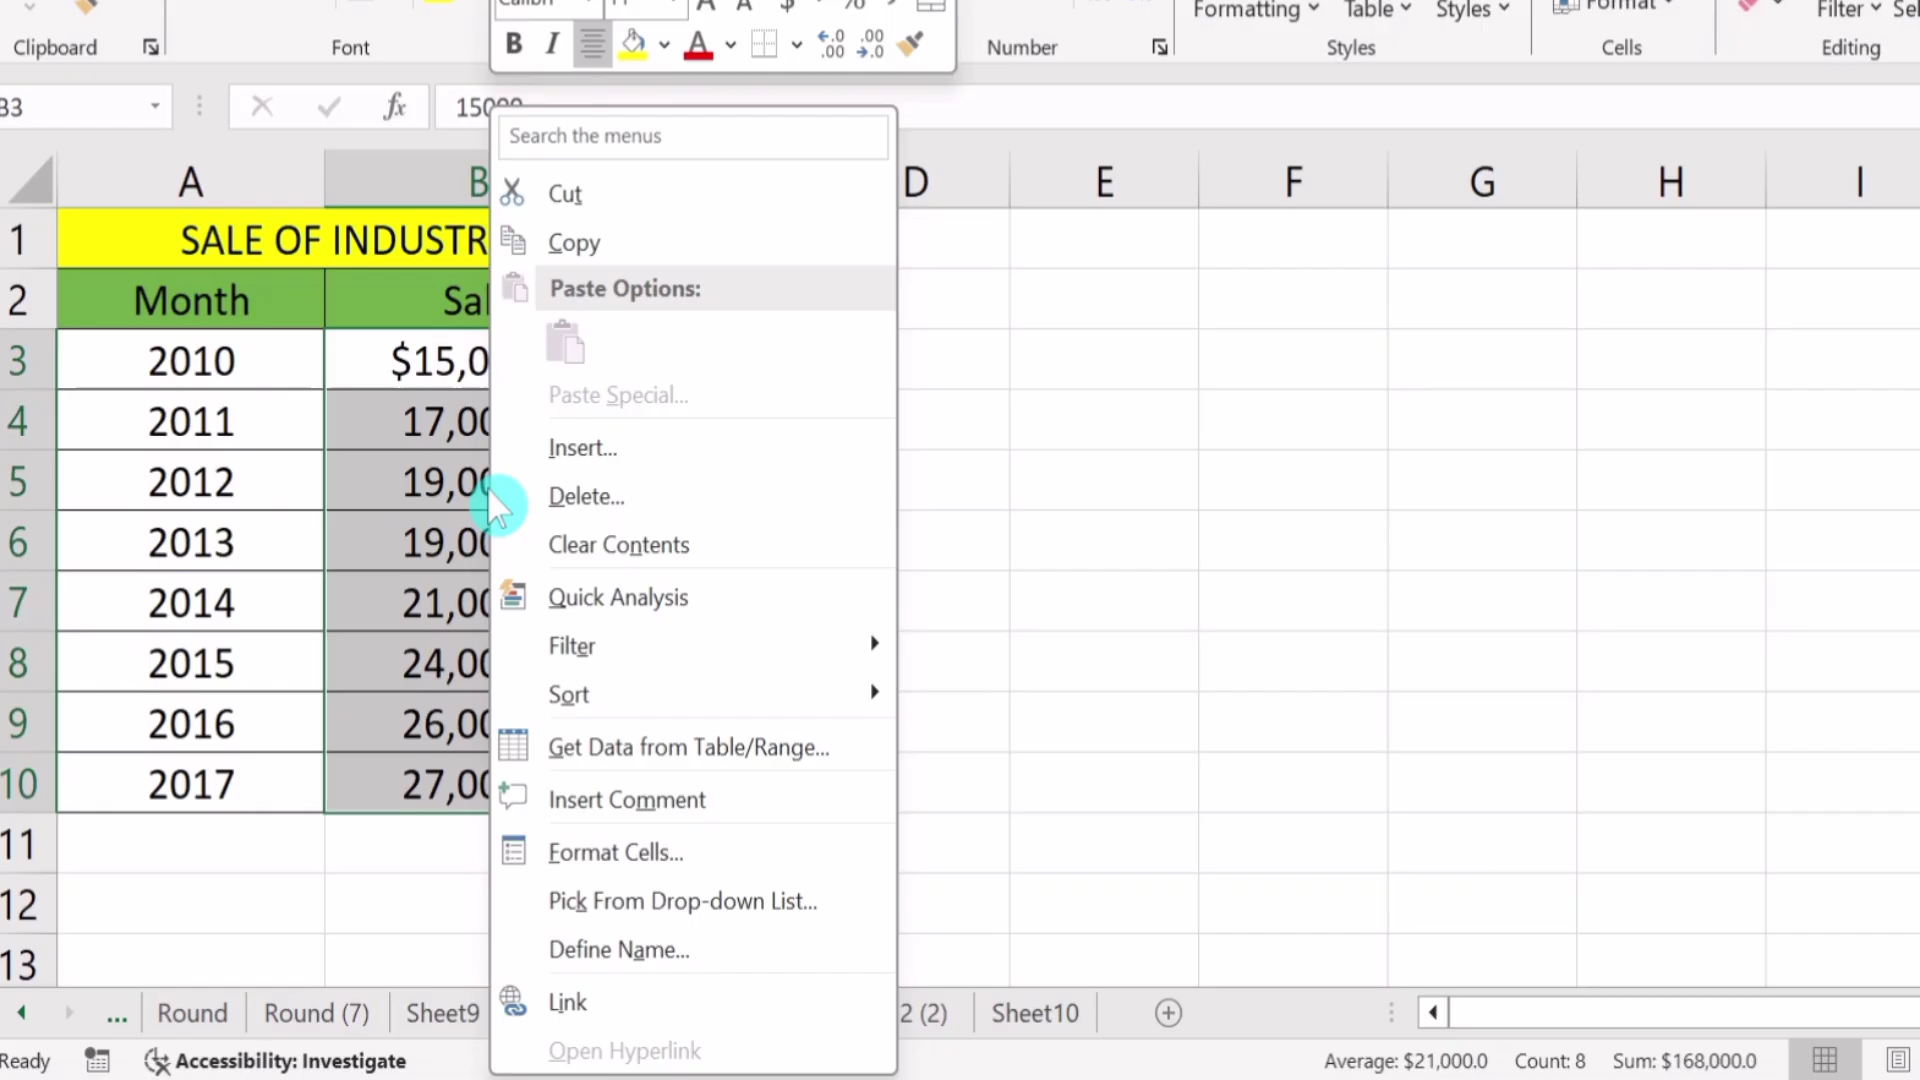 Formatting Table Styles Format Filter
Clipboard Font Number Styles Cells Editing
B I A
B3 fx 15000
Search the menus
Cut
Copy
Paste Options:
Paste Special...
Insert...
Delete...
Clear Contents
Quick Analysis
Filter
Sort
Get Data from Table/Range...
Insert Comment
Format Cells...
Pick From Drop-down List...
Define Name...
Link
Open Hyperlink
A B D E F G H I
1 SALE OF INDUSTR
2 Month Sal
3 2010 $15,0
4 2011 17,00
5 2012 19,00
6 2013 19,00
7 2014 21,00
8 2015 24,00
9 2016 26,00
10 2017 27,00
11
12
13
... Round Round (7) Sheet9 2 (2) Sheet10
Ready Accessibility: Investigate Average: $21,000.0 Count: 8 Sum: $168,000.0